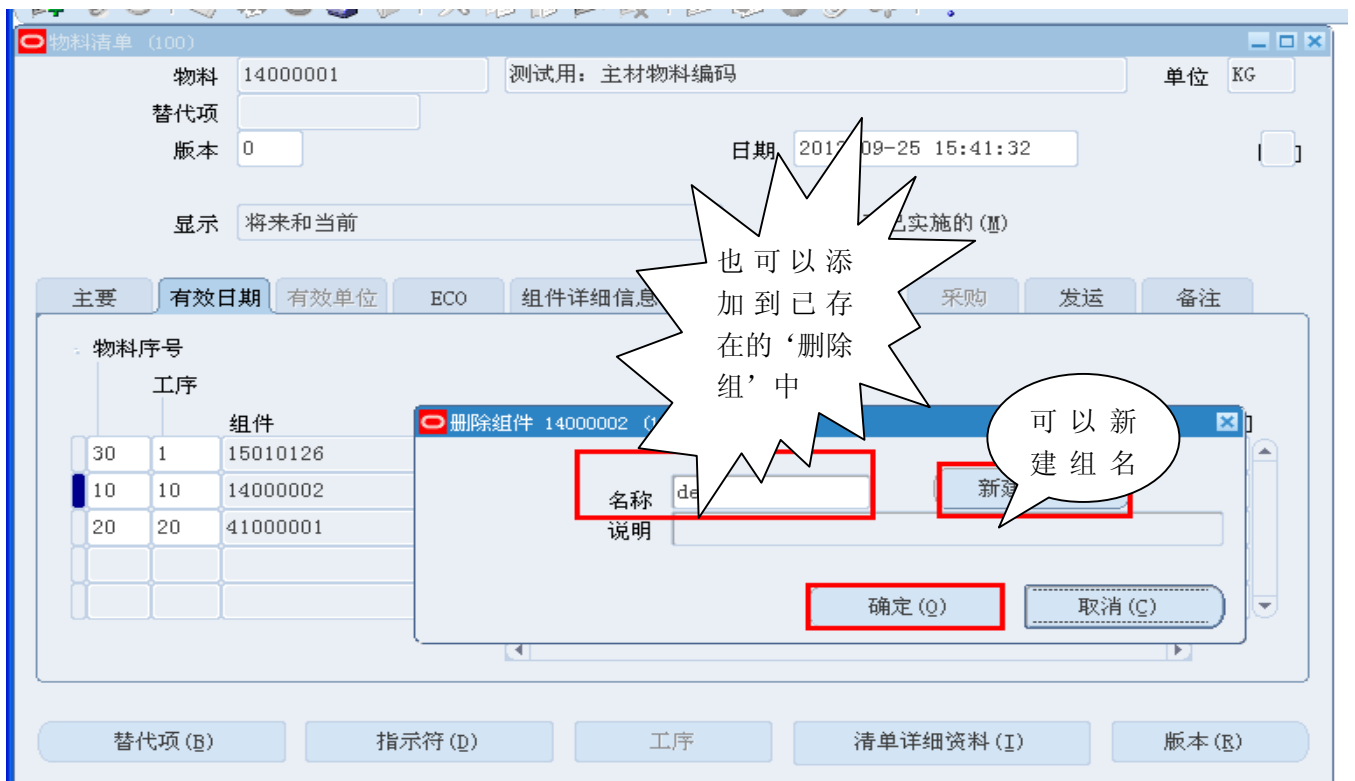 物料清单 (100)
物料 14000001 测试用：主材物料编码 单位 KG
替代项
版本 0 日期 09-25 15:41:32
显示 将来和当前 实施的(M)
也可以添
加到已存
在的‘删除
组’中
主要 有效日期 有效单位 ECO 组件详细信息 采购 发运 备注
物料序号
工序
组件
30 1 15010126
10 10 14000002
20 20 41000001
删除组件 14000002
可以新
建组名
名称 de
新建
说明
确定(O) 取消(C)
替代项(B) 指示符(D) 工序 清单详细资料(I) 版本(R)